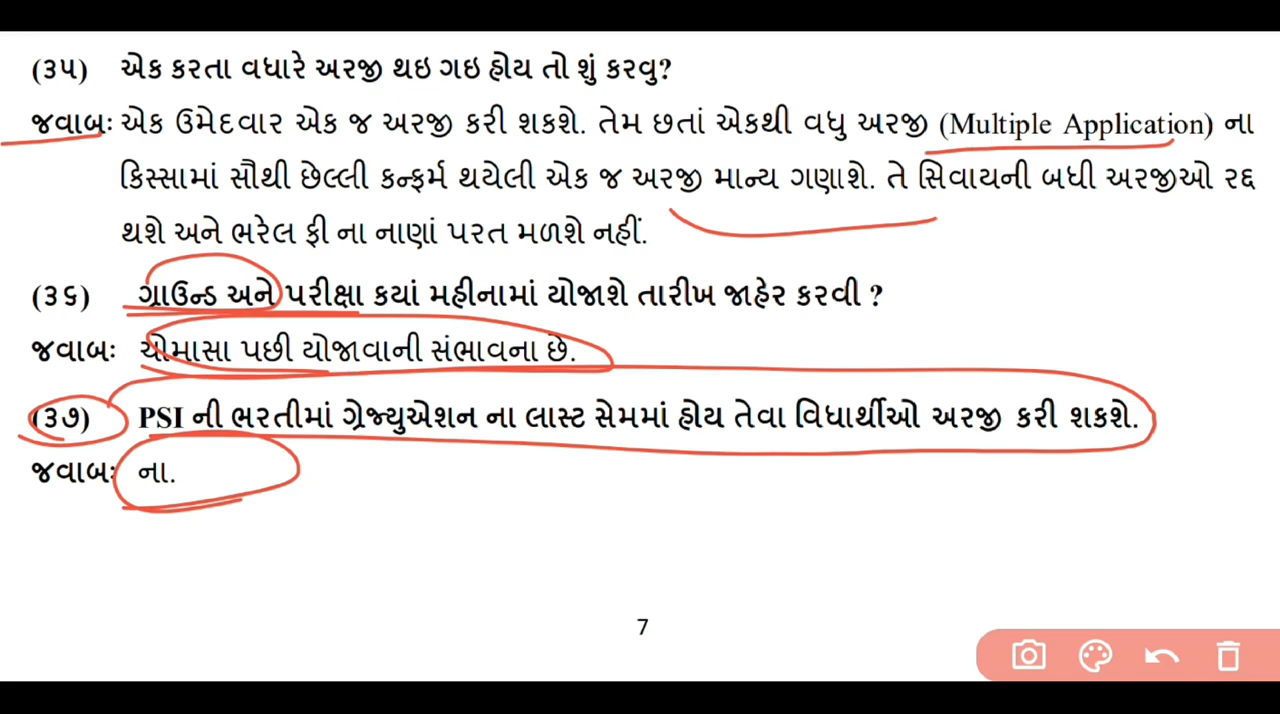 (૩૫) એક કરતા વધારે અરજી થઇ ગઇ હોય તો શું કરવુ?
જવાબઃ એક ઉમેદવાર એક જ અરજી કરી શકશે. તેમ છતાં એકથી વધુ અરજી (Multiple Application) ના
કિસ્સામાં સૌથી છેલ્લી કન્ફર્મ થયેલી એક જ અરજી માન્ય ગણાશે. તે સિવાયની બધી અરજીઓ રદ્દ
થશે અને ભરેલ ફી ના નાણાં પરત મળશે નહીં.
(૩૬) ગ્રાઉન્ડ અને પરીક્ષા કયાં મહીનામાં યોજાશે તારીખ જાહેર કરવી ?
જવાબઃ ચોમાસા પછી યોજાવાની સંભાવના છે.
(૩૭) PSI ની ભરતીમાં ગ્રેજ્યુએશન ના લાસ્ટ સેમમાં હોય તેવા વિધાર્થીઓ અરજી કરી શકશે.
જવાબઃ ના.
7